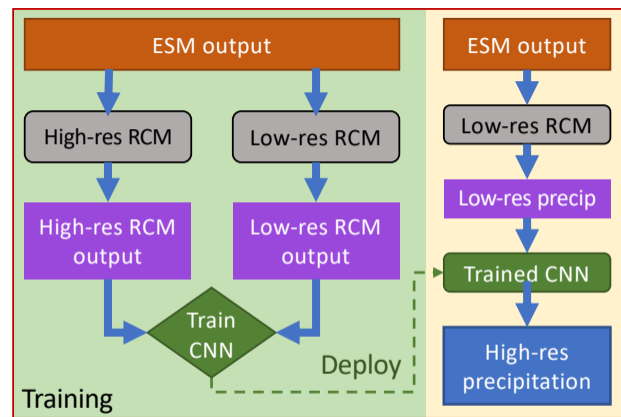 ESM output
High-res RCM
Low-res RCM
High-res RCM
output
Low-res RCM
output
Train
CNN
Deploy
Training
ESM output
Low-res RCM
Low-res precip
Trained CNN
High-res
precipitation